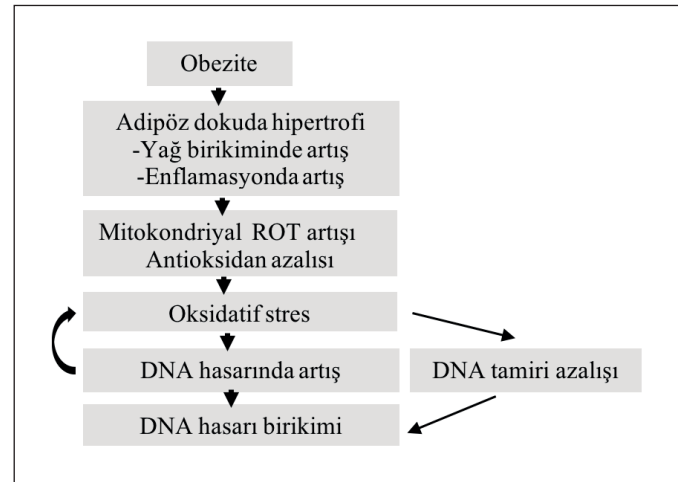 Obezite
Adipöz dokuda hipertrofi
-Yağ birikiminde artış
-Enflamasyonda artış
Mitokondriyal ROT artışı
Antioksidan azalısı
Oksidatif stres
DNA hasarında artış
DNA tamiri azalışı
DNA hasarı birikimi